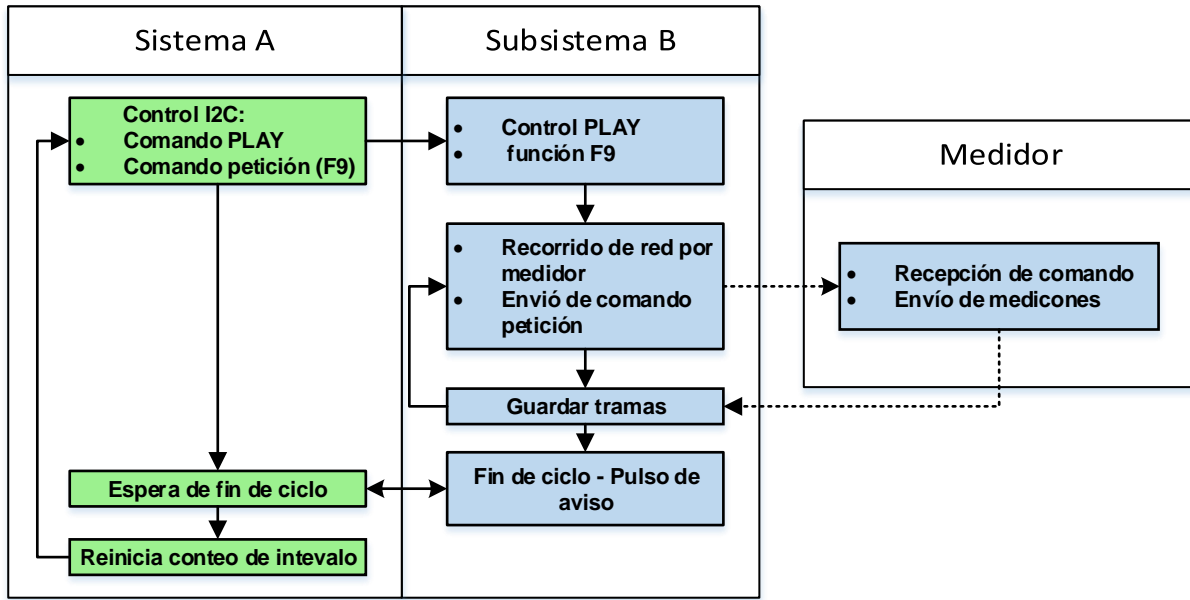 Sistema A
Control I2C:
• Comando PLAY
• Comando petición (F9)
Espera de fin de ciclo
Reinicia conteo de intevalo
Subsistema B
• Control PLAY
• función F9
• Recorrido de red por
medidor
• Envió de comando
petición
Guardar tramas
Fin de ciclo - Pulso de
aviso
Medidor
• Recepción de comando
• Envío de medicones